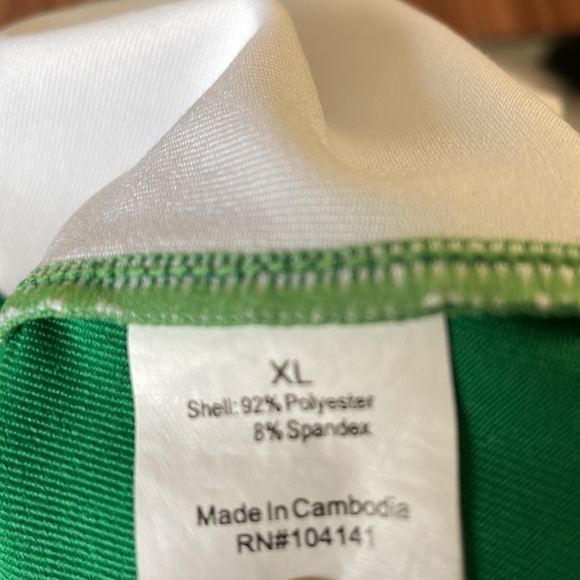 XL
Shell: 92% Polyester
8% Spandex
Made In Cambodia
RN#104141